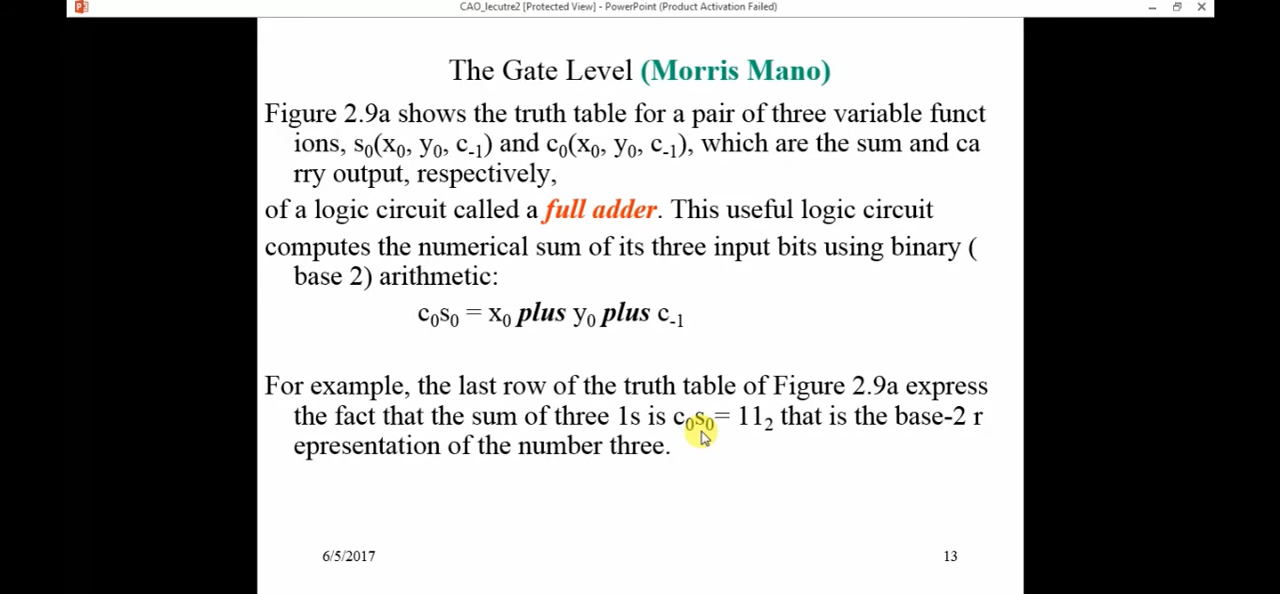 CAO_lecutre2 [Protected View] - PowerPoint (Product Activation Failed)
The Gate Level (Morris Mano)
Figure 2.9a shows the truth table for a pair of three variable funct
ions, s₀(x₀, y₀, c₋₁) and c₀(x₀, y₀, c₋₁), which are the sum and ca
rry output, respectively,
of a logic circuit called a full adder. This useful logic circuit
computes the numerical sum of its three input bits using binary (
base 2) arithmetic:
c₀s₀ = x₀ plus y₀ plus c₋₁
For example, the last row of the truth table of Figure 2.9a express
the fact that the sum of three 1s is c₀s₀= 11₂ that is the base-2 r
epresentation of the number three.
6/5/2017
13